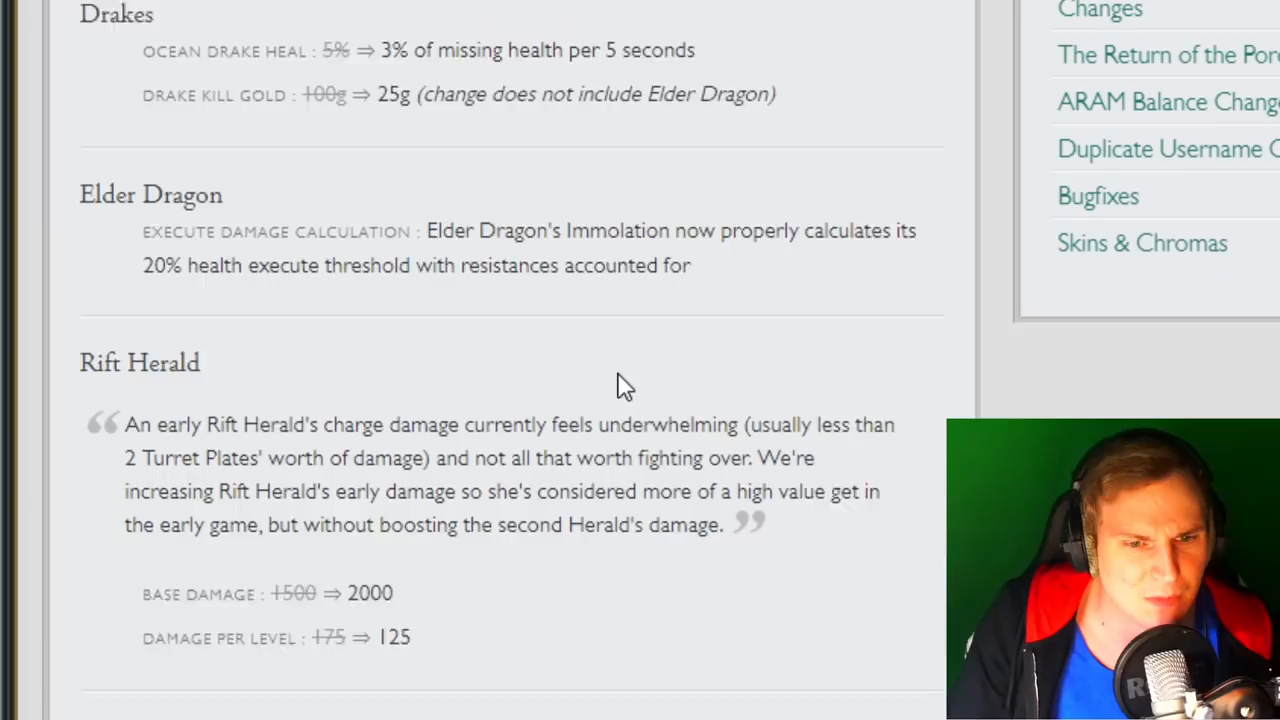 Drakes
OCEAN DRAKE HEAL : 5% ⇒ 3% of missing health per 5 seconds
DRAKE KILL GOLD : 100g ⇒ 25g (change does not include Elder Dragon)
Elder Dragon
EXECUTE DAMAGE CALCULATION : Elder Dragon's Immolation now properly calculates its
20% health execute threshold with resistances accounted for
Rift Herald
“ An early Rift Herald's charge damage currently feels underwhelming (usually less than
2 Turret Plates' worth of damage) and not all that worth fighting over. We're
increasing Rift Herald's early damage so she's considered more of a high value get in
the early game, but without boosting the second Herald's damage. ”
BASE DAMAGE : 1500 ⇒ 2000
DAMAGE PER LEVEL : 175 ⇒ 125
Changes
The Return of the
ARAM Balance
Duplicate Username
Bugfixes
Skins & Chromas